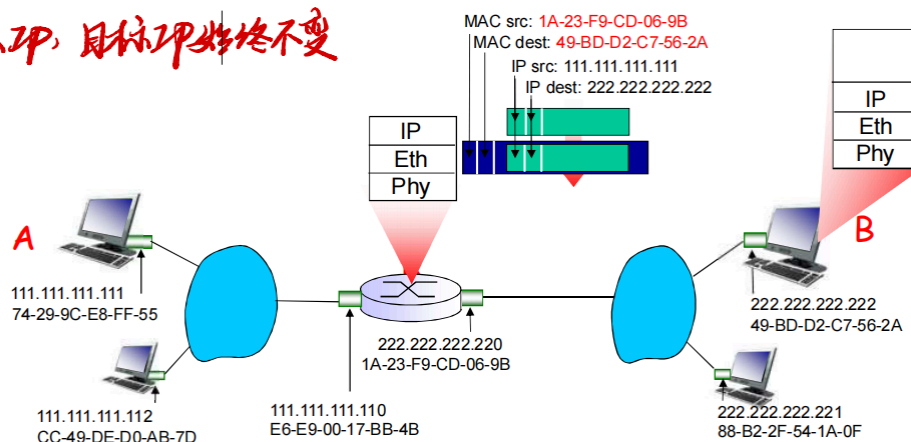 IP，目标IP始终不变
MAC src: 1A-23-F9-CD-06-9B
MAC dest: 49-BD-D2-C7-56-2A
IP src: 111.111.111.111
IP dest: 222.222.222.222
IP
Eth
Phy
IP
Eth
Phy
A
B
111.111.111.111
74-29-9C-E8-FF-55
222.222.222.222
49-BD-D2-C7-56-2A
222.222.222.220
1A-23-F9-CD-06-9B
111.111.111.112
CC-49-DE-D0-AB-7D
111.111.111.110
E6-E9-00-17-BB-4B
222.222.222.221
88-B2-2F-54-1A-0F